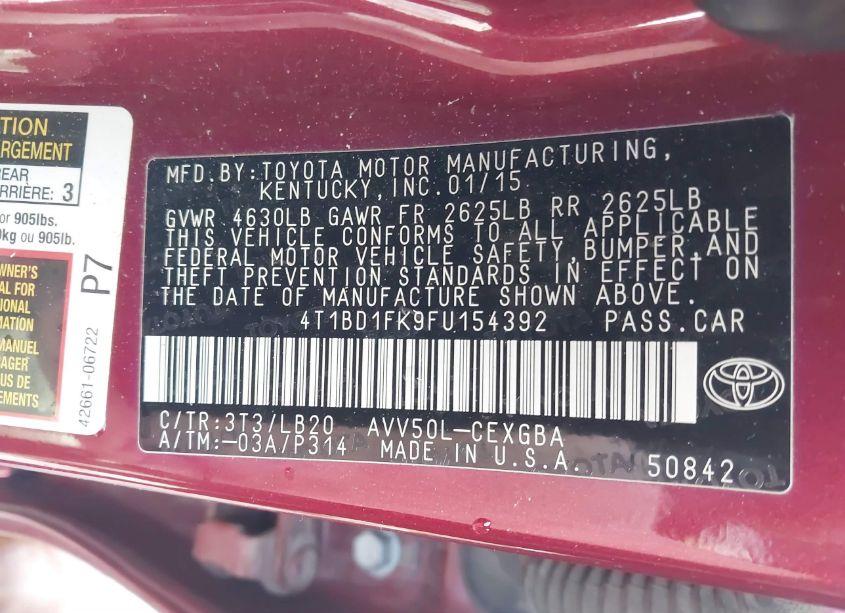 TION
RGEMENT
REAR
RRIÈRE: 3
or 905lbs.
0kg ou 905lb.
WNER'S
AL FOR
IONAL
MATION
MANUEL
AGER
US DE
EMENTS
P7
42661-06722
MFD.BY:TOYOTA MOTOR MANUFACTURING,
KENTUCKY,INC.01/15
GVWR 4630LB GAWR FR 2625LB RR 2625LB
THIS VEHICLE CONFORMS TO ALL APPLICABLE
FEDERAL MOTOR VEHICLE SAFETY,BUMPER,AND
THEFT PREVENTION STANDARDS IN EFFECT ON
THE DATE OF MANUFACTURE SHOWN ABOVE.
4T1BD1FK9FU154392 PASS.CAR
C/TR:3T3/LB20 AVV50L-CEXGBA
A/TM:-03A/P314 MADE IN U.S.A. 50842